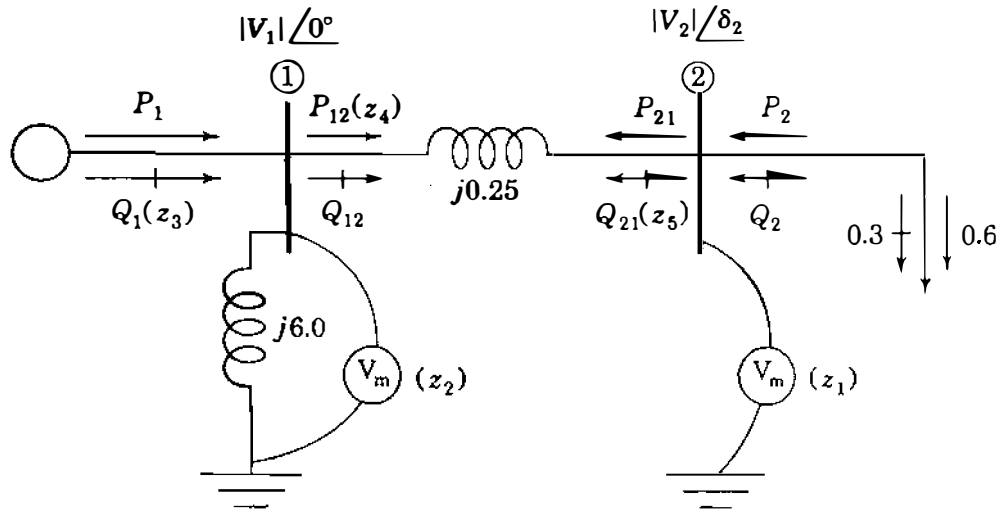 |V₁|∠0°
|V₂|∠δ₂
①
②
P₁
P₁₂(z₄)
P₂₁
P₂
j0.25
Q₁(z₃)
Q₁₂
Q₂₁(z₅)
Q₂
0.3
0.6
j6.0
Vₘ
(z₂)
Vₘ
(z₁)